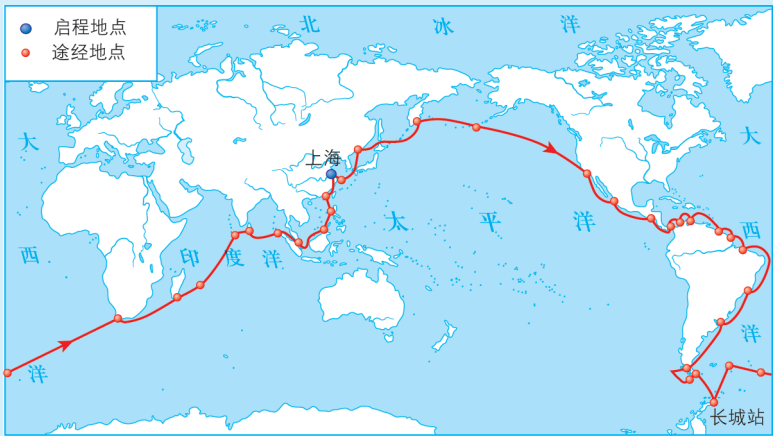 启程地点
途经地点
北 冰 洋
大
大
上海
太 平 洋
西
西
印 度 洋
洋
洋
长城站